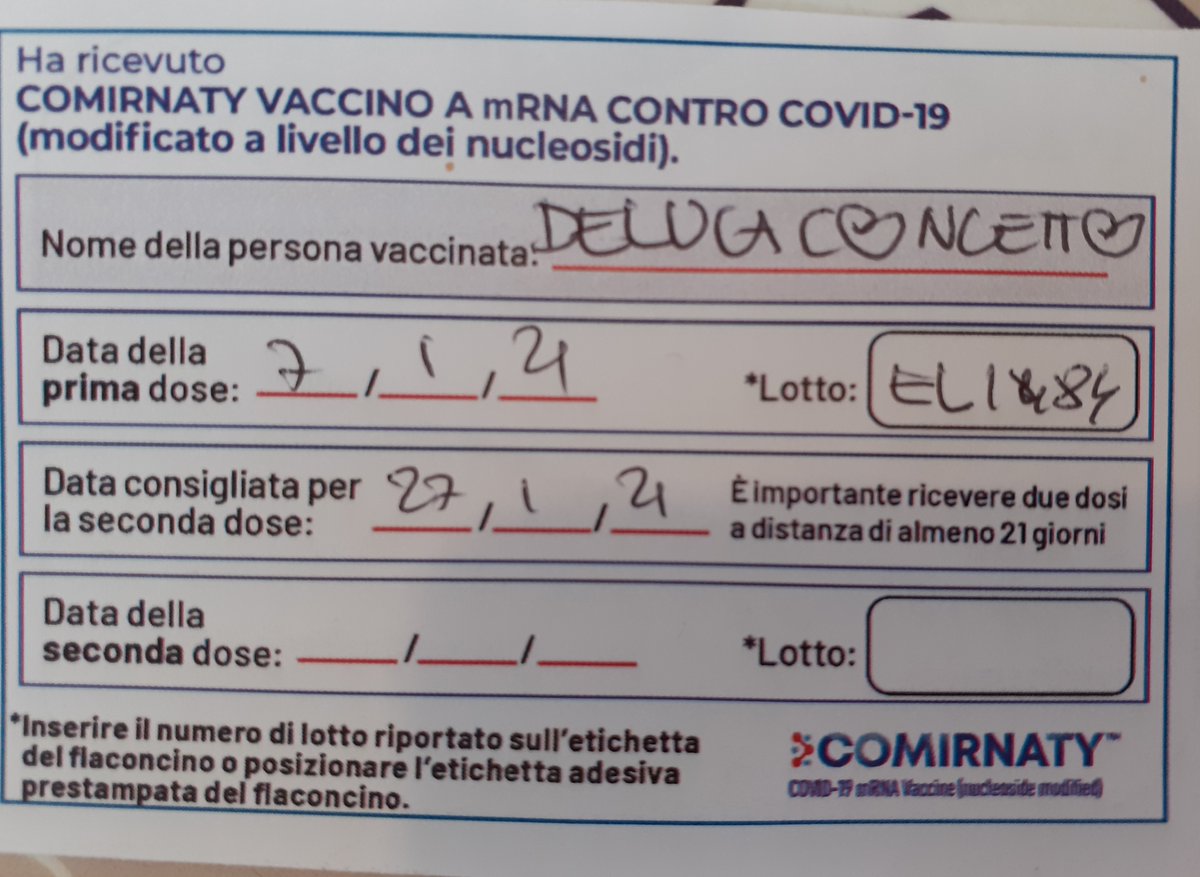 Ha ricevuto
COMIRNATY VACCINO A mRNA CONTRO COVID-19
(modificato a livello dei nucleosidi).
Nome della persona vaccinata: DELUCA CONCETTO
Data della
prima dose: 7/1/21 *Lotto: EL1484
Data consigliata per
la seconda dose: 27/1/21
È importante ricevere due dosi
a distanza di almeno 21 giorni
Data della
seconda dose: / / *Lotto:
*Inserire il numero di lotto riportato sull'etichetta
del flaconcino o posizionare l'etichetta adesiva
prestampata del flaconcino.
COMIRNATY™
COVID-19 mRNA Vaccine (nucleoside modified)